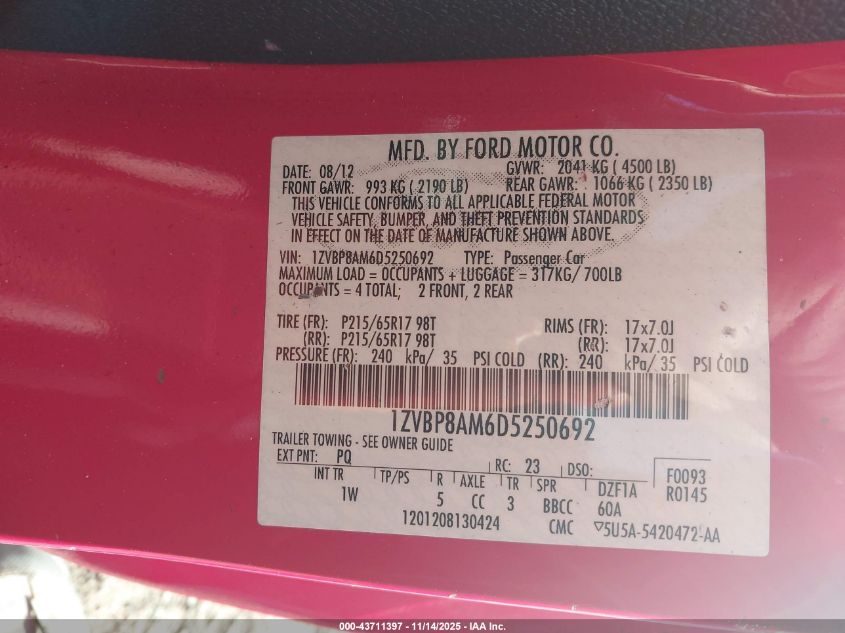 MFD. BY FORD MOTOR CO.
DATE: 08/12 GVWR: 2041 KG ( 4500 LB)
FRONT GAWR: 993 KG ( 2190 LB) REAR GAWR: 1066 KG ( 2350 LB)
THIS VEHICLE CONFORMS TO ALL APPLICABLE FEDERAL MOTOR
VEHICLE SAFETY, BUMPER, AND THEFT PREVENTION STANDARDS
IN EFFECT ON THE DATE OF MANUFACTURE SHOWN ABOVE.
VIN: 1ZVBP8AM6D5250692 TYPE: Passenger Car
MAXIMUM LOAD = OCCUPANTS + LUGGAGE = 317KG/ 700LB
OCCUPANTS = 4 TOTAL; 2 FRONT, 2 REAR
TIRE (FR): P215/65R17 98T RIMS (FR): 17x7.0J
(RR): P215/65R17 98T (RR): 17x7.0J
PRESSURE (FR): 240 kPa/ 35 PSI COLD (RR): 240 kPa/ 35 PSI COLD
1ZVBP8AM6D5250692
TRAILER TOWING - SEE OWNER GUIDE
EXT PNT: PQ RC: 23 DSO: F0093
INT TR TP/PS R AXLE TR SPR DZF1A R0145
1W 5 CC 3 BBCC 60A
1201208130424 CMC ▽5U5A-5420472-AA
000-43711397 - 11/14/2025 - IAA Inc.